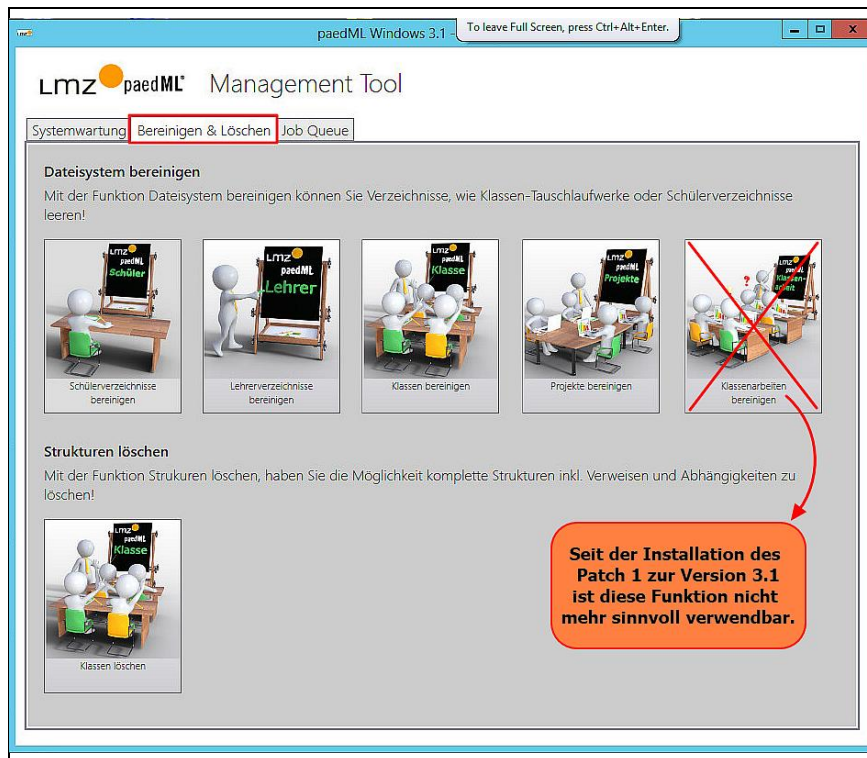 paedML Windows 3.1 -
To leave Full Screen, press Ctrl+Alt+Enter.
LMZ paedML® Management Tool
Systemwartung Bereinigen & Löschen Job Queue
Dateisystem bereinigen
Mit der Funktion Dateisystem bereinigen können Sie Verzeichnisse, wie Klassen-Tauschlaufwerke oder Schülerverzeichnisse
leeren!
LMZ paedML Schüler
LMZ paedML Lehrer
LMZ paedML Klasse
LMZ paedML Projekte
? LMZ paedML Klassen-
arbeit
Schülerverzeichnisse
bereinigen
Lehrerverzeichnisse
bereinigen
Klassen bereinigen
Projekte bereinigen
Klassenarbeiten
bereinigen
Strukturen löschen
Mit der Funktion Strukuren löschen, haben Sie die Möglichkeit komplette Strukturen inkl. Verweisen und Abhängigkeiten zu
löschen!
LMZ paedML Klasse
Klassen löschen
Seit der Installation des
Patch 1 zur Version 3.1
ist diese Funktion nicht
mehr sinnvoll verwendbar.